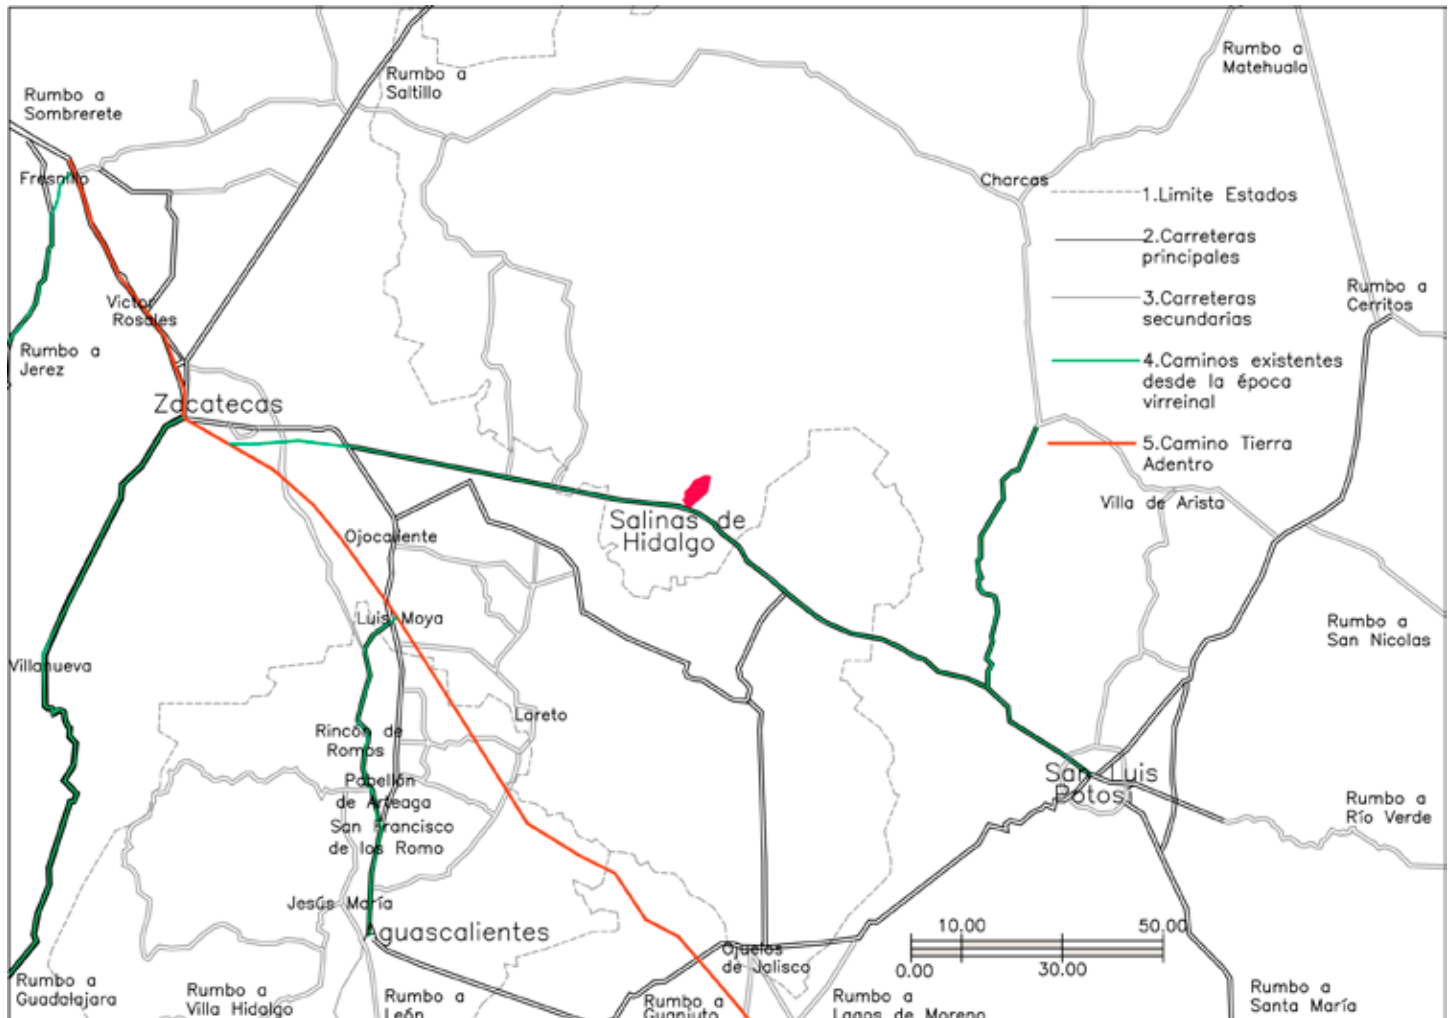 Rumbo a
Matehuala
Rumbo a
Saltillo
Rumbo a
Sombrerete
Fresnillo
Charcas
1.Limite Estados
2.Carreteras
principales
3.Carreteras
secundarias
4.Caminos existentes
desde la época
virreinal
5.Camino Tierra
Adentro
Rumbo a
Cerritos
Victor
Rosales
Rumbo a
Jerez
Zacatecas
Villa de Arista
Salinas de
Hidalgo
Ojocaliente
Luis Moya
Rumbo a
San Nicolas
Villanueva
Loreto
Rincón de
Romos
Pabellón
de Arteaga
San Francisco
de los Romo
San Luis
Potosí
Rumbo a
Río Verde
Jesús María
Aguascalientes
10.00
50.00
0.00
30.00
Ojuelos
de Jalisco
Rumbo a
Guadalajara
Rumbo a
Villa Hidalgo
Rumbo a
León
Rumbo a
Guanjuto
Rumbo a
Lagos de Moreno
Rumbo a
Santa María